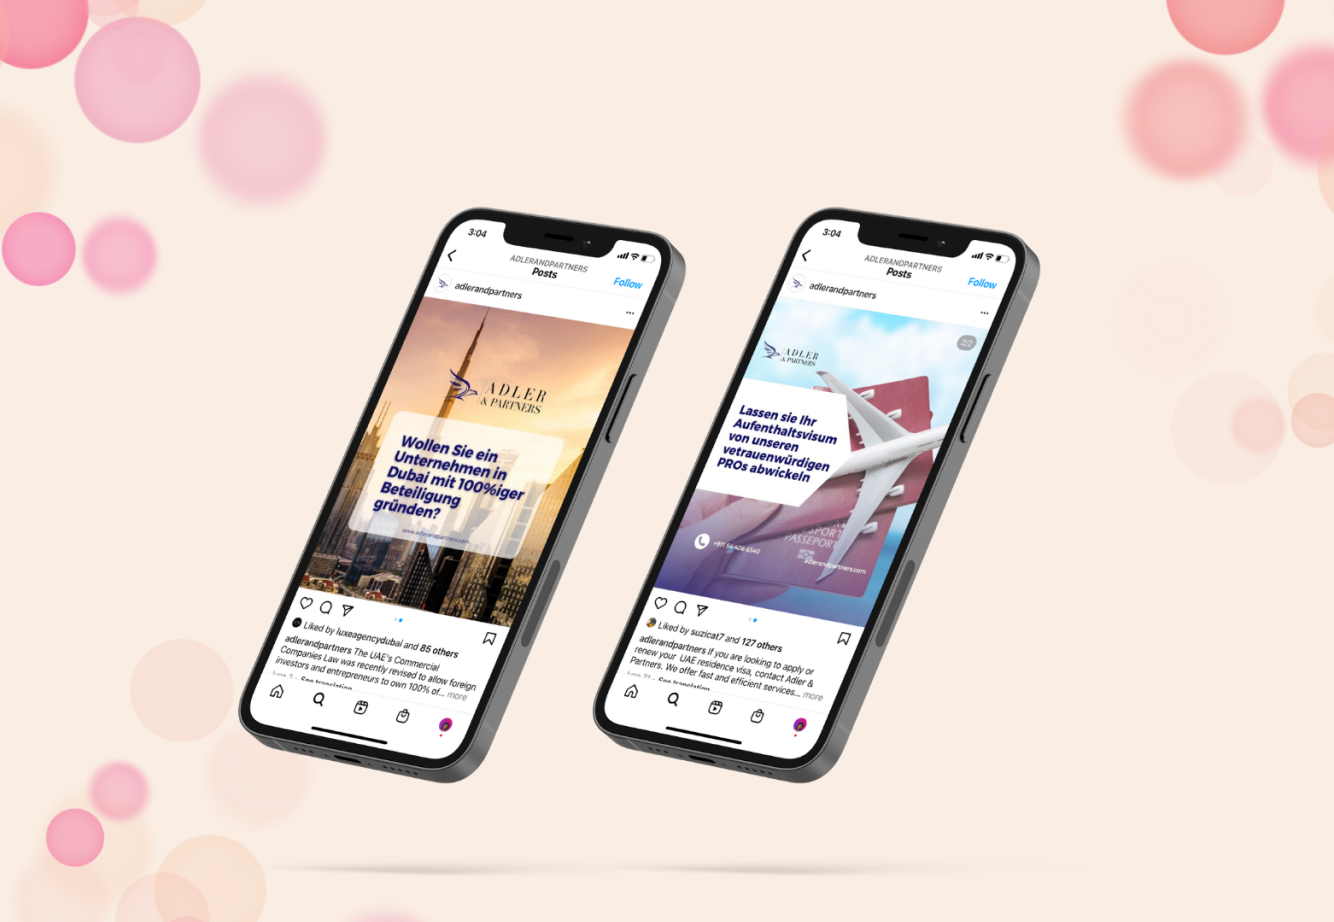 3:04
ADLERANDPARTNERS
Posts
Follow
adlerandpartners
ADLER
& PARTNERS
Wollen Sie ein
Unternehmen in
Dubai mit 100%iger
Beteiligung
gründen?
www.adlerandpartners.com
Liked by luxeagencydubai and 85 others
adlerandpartners The UAE's Commercial
Companies Law was recently revised to allow foreign
investors and entrepreneurs to own 100% of... more
See translation
3:04
ADLERANDPARTNERS
Posts
Follow
adlerandpartners
2/2
ADLER
& PARTNERS
Lassen sie Ihr
Aufenthaltsvisum
von unseren
vetrauenwürdigen
PROs abwickeln
PASSEPORT
+971 54 406 6340
adlerandpartners.com
Liked by suzicat7 and 127 others
adlerandpartners If you are looking to apply or
renew your UAE residence visa, contact Adler &
Partners. We offer fast and efficient services... more
See translation